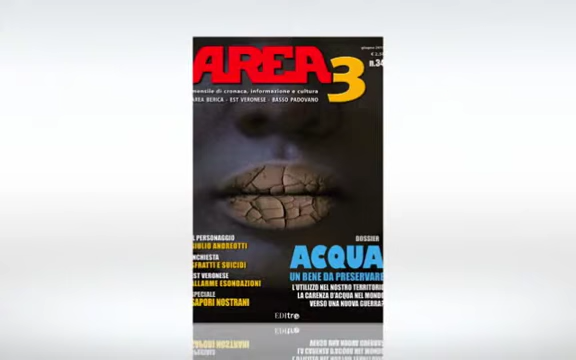 AREA3
giugno
n.34
mensile di cronaca, informazione e cultura
AREA BERICA - EST VERONESE - BASSO PADOVANO
IL PERSONAGGIO
GIULIO ANDREOTTI
INCHIESTA
SFRATTI E SUICIDI
EST VERONESE
ALLARME ESONDAZIONI
SPECIALE
SAPORI NOSTRANI
DOSSIER
ACQUA
UN BENE DA PRESERVARE
L'UTILIZZO NEL NOSTRO TERRITORIO
LA CARENZA D'ACQUA NEL MONDO
VERSO UNA NUOVA GUERRA?
EDItre